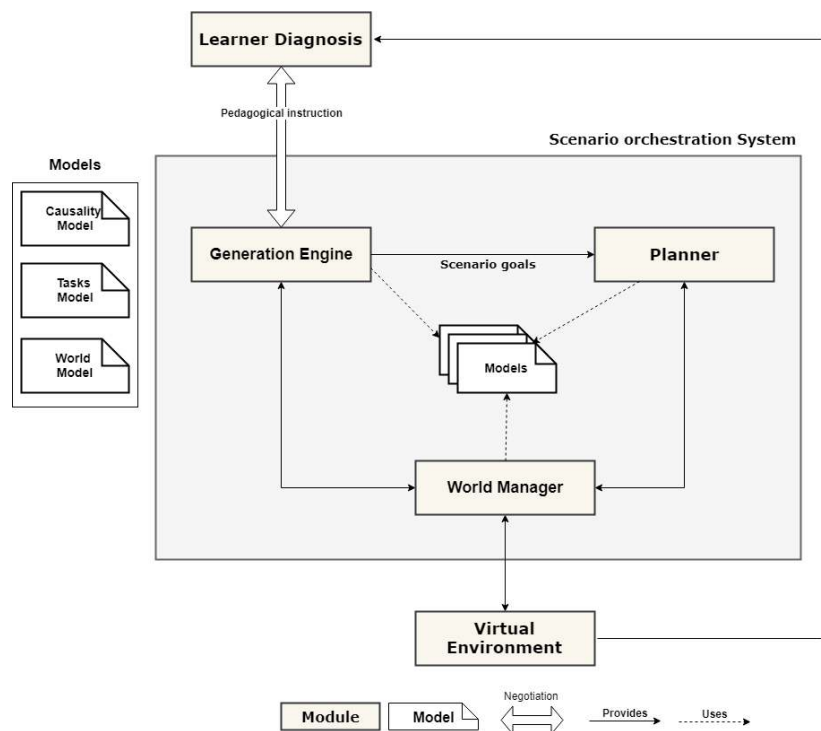 Learner Diagnosis
Pedagogical instruction
Scenario orchestration System
Models
Causality
Model
Tasks
Model
World
Model
Generation Engine
Scenario goals
Planner
Models
World Manager
Virtual
Environment
Module
Model
Negotiation
Provides
Uses